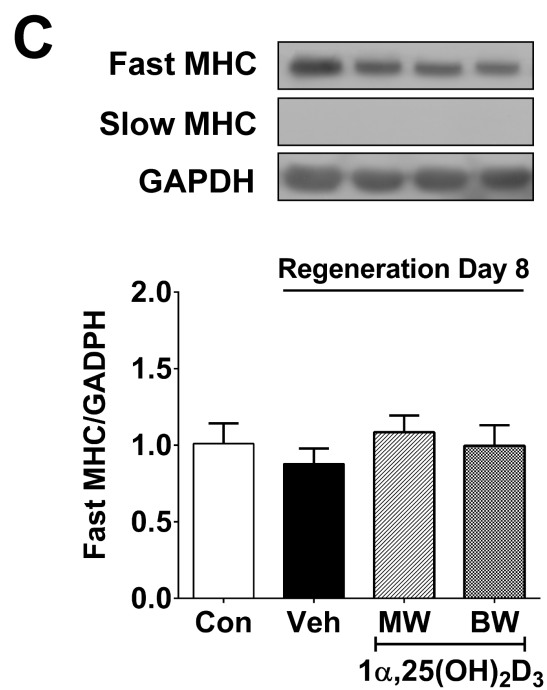 C
Fast MHC
Slow MHC
GAPDH
Regeneration Day 8
Fast MHC/GADPH
2.0
1.5
1.0
0.5
0.0
Con Veh MW BW
1α,25(OH)₂D₃